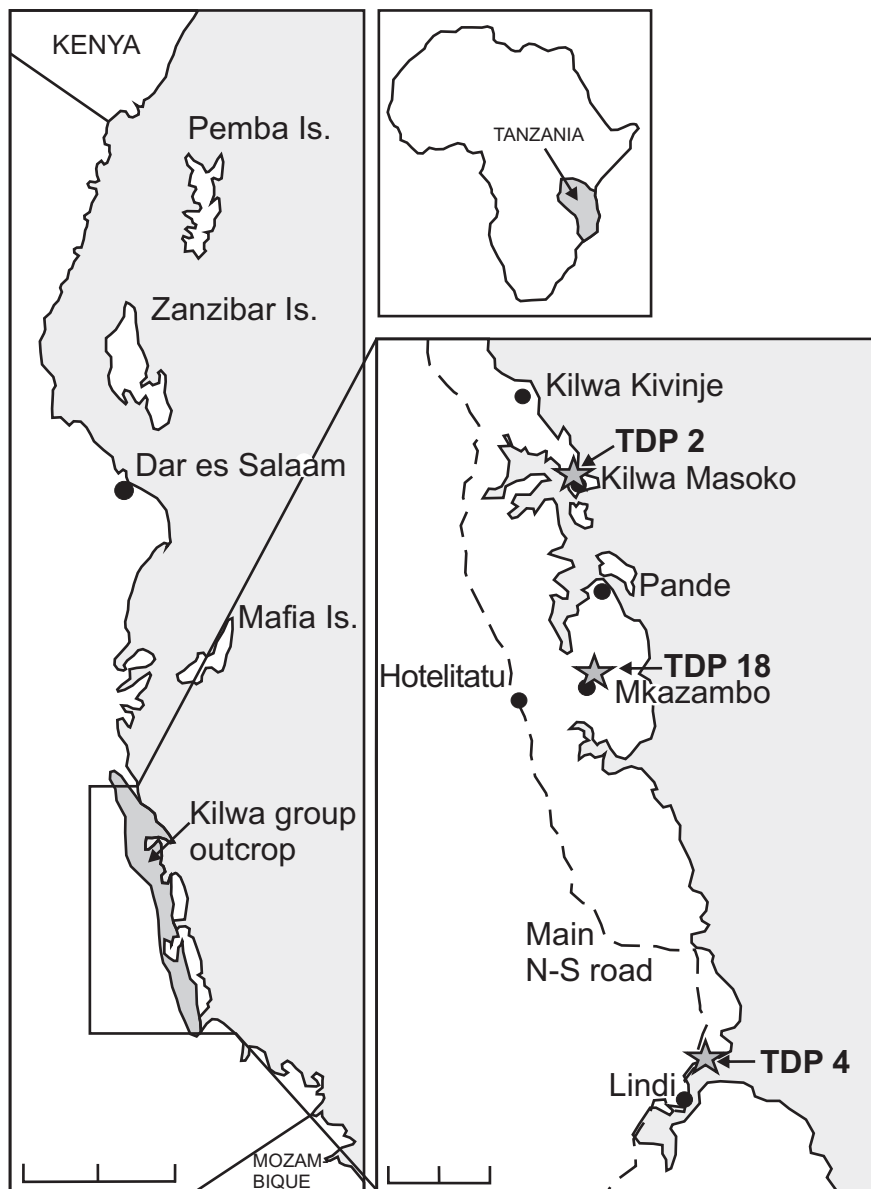 KENYA
Pemba Is.
Zanzibar Is.
Dar es Salaam
Mafia Is.
Kilwa group
outcrop
MOZAM-
BIQUE
TANZANIA
Kilwa Kivinje
TDP 2
Kilwa Masoko
Pande
TDP 18
Hotelitatu
Mkazambo
Main
N-S road
TDP 4
Lindi